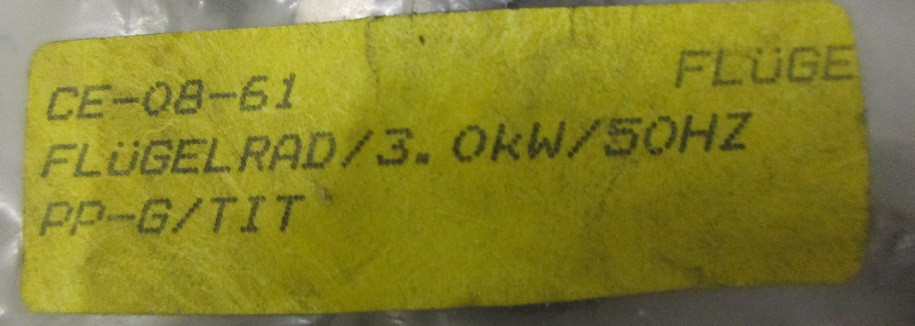 CE-08-61 FLüGE
FLüGELRAD/3.0kW/50HZ
PP-G/TIT